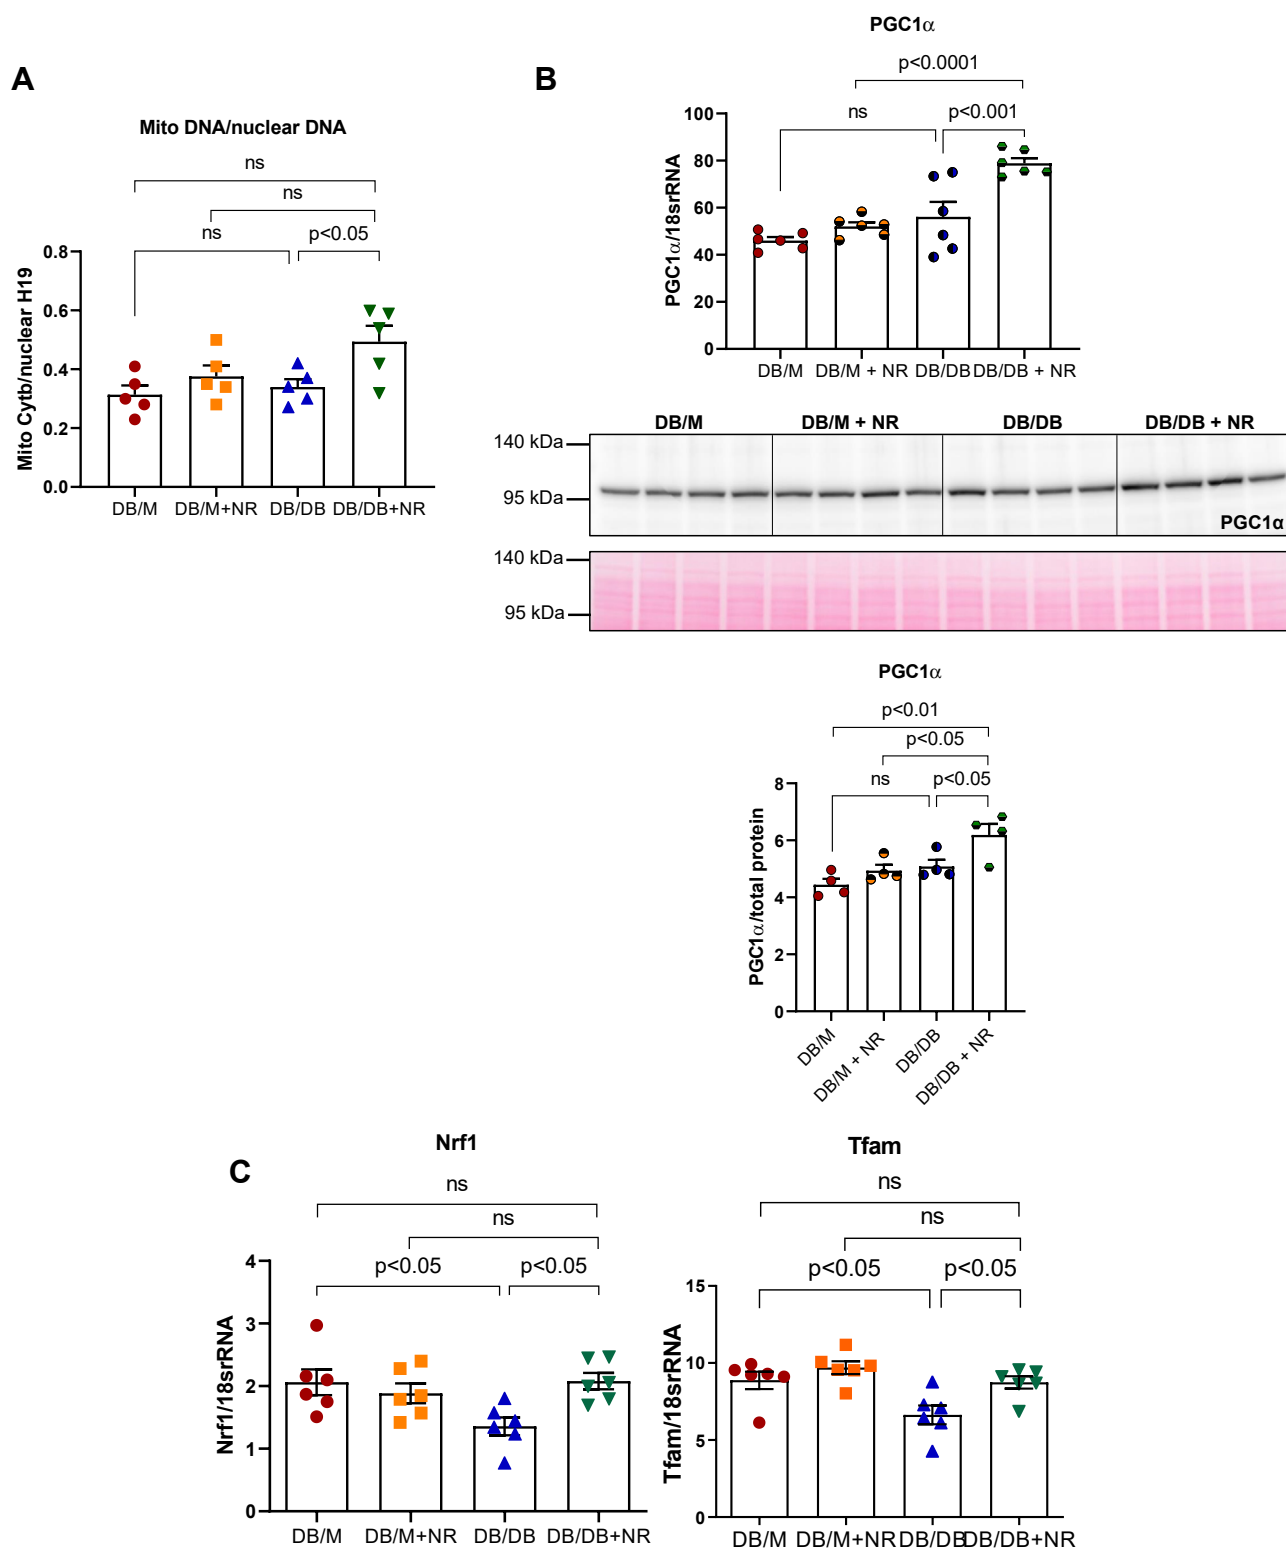 A
Mito DNA/nuclear DNA
ns
ns
ns
p<0.05
Mito Cytb/nuclear H19
0.8
0.6
0.4
0.2
0.0
DB/M
DB/M+NR
DB/DB
DB/DB+NR
B
PGC1α
p<0.0001
ns
p<0.001
PGC1α/18srRNA
100
80
60
40
20
0
DB/M
DB/M + NR
DB/DB
DB/DB + NR
DB/M
DB/M + NR
DB/DB
DB/DB + NR
140 kDa
95 kDa
PGC1α
140 kDa
95 kDa
PGC1α
p<0.01
p<0.05
ns
p<0.05
PGC1α/total protein
8
6
4
2
0
DB/M
DB/M + NR
DB/DB
DB/DB + NR
C
Nrf1
ns
ns
p<0.05
p<0.05
Nrf1/18srRNA
4
3
2
1
0
DB/M
DB/M+NR
DB/DB
DB/DB+NR
Tfam
ns
ns
p<0.05
p<0.05
Tfam/18srRNA
15
10
5
0
DB/M
DB/M+NR
DB/DB
DB/DB+NR